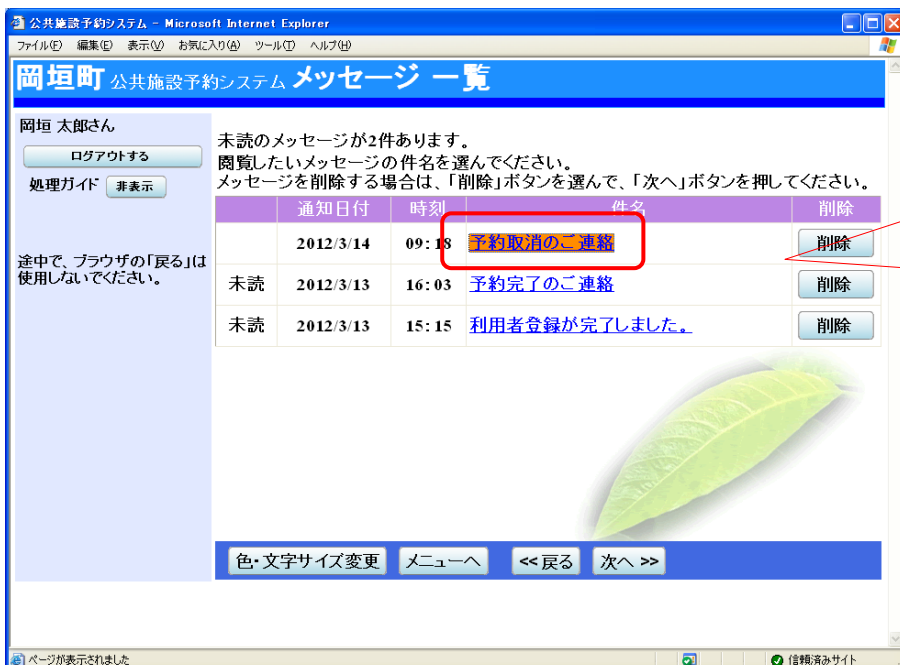 公共施設予約システム - Microsoft Internet Explorer
ファイル(F) 編集(E) 表示(V) お気に入り(A) ツール(T) ヘルプ(H)
岡垣町 公共施設予約システム メッセージ 一覧
岡垣 太郎さん
ログアウトする
処理ガイド 非表示
途中で、ブラウザの「戻る」は
使用しないでください。
未読のメッセージが2件あります。
閲覧したいメッセージの件名を選んでください。
メッセージを削除する場合は、「削除」ボタンを選んで、「次へ」ボタンを押してください。
通知日付 時刻 件名 削除
2012/3/14 09:18 予約取消のご連絡 削除
未読 2012/3/13 16:03 予約完了のご連絡 削除
未読 2012/3/13 15:15 利用者登録が完了しました。 削除
色・文字サイズ変更 メニューへ <<戻る 次へ >>
ページが表示されました 信頼済みサイト